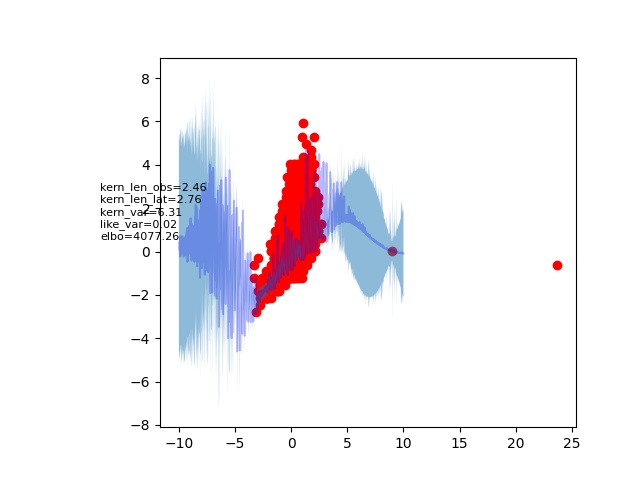 8
6
4
kern_len_obs=2.46
kern_len_lat=2.76
2
kern_var=6.31
like_var=0.02
elbo=4077.26
0
−2
−4
−6
−8
−10 −5 0 5 10 15 20 25